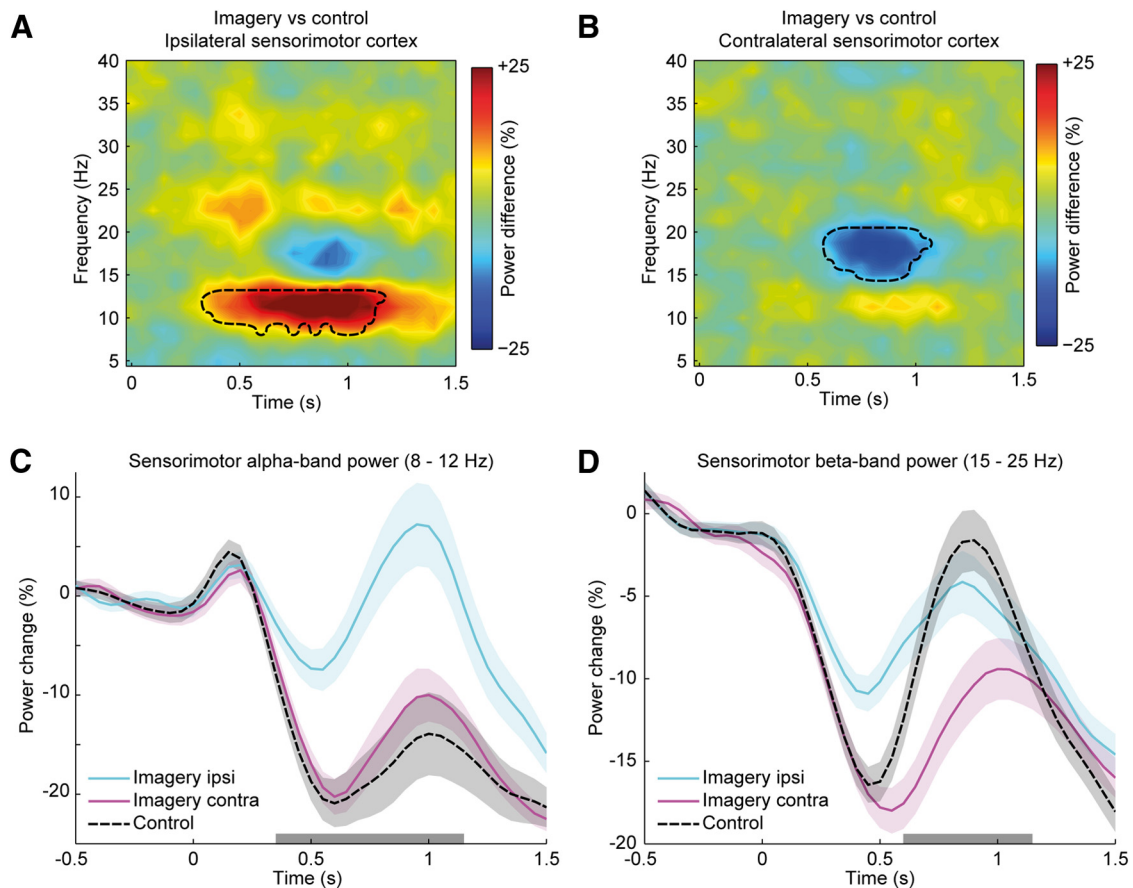 A
Imagery vs control
Ipsilateral sensorimotor cortex
40
35
30
25
20
15
10
5
Frequency (Hz)
0
0.5
1
1.5
Time (s)
+25
−25
Power difference (%)
B
Imagery vs control
Contralateral sensorimotor cortex
40
35
30
25
20
15
10
5
Frequency (Hz)
0
0.5
1
1.5
Time (s)
+25
−25
Power difference (%)
C
Sensorimotor alpha-band power (8 - 12 Hz)
10
0
-10
-20
Power change (%)
Imagery ipsi
Imagery contra
Control
-0.5
0
0.5
1
1.5
Time (s)
D
Sensorimotor beta-band power (15 - 25 Hz)
0
-5
-10
-15
-20
Power change (%)
Imagery ipsi
Imagery contra
Control
-0.5
0
0.5
1
1.5
Time (s)